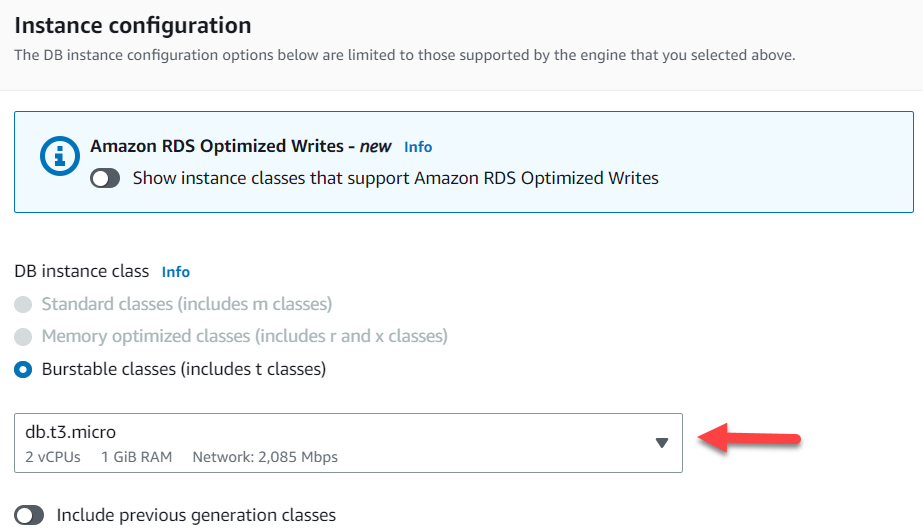 Instance configuration
The DB instance configuration options below are limited to those supported by the engine that you selected above.
Amazon RDS Optimized Writes - new Info
Show instance classes that support Amazon RDS Optimized Writes
DB instance class Info
Standard classes (includes m classes)
Memory optimized classes (includes r and x classes)
Burstable classes (includes t classes)
db.t3.micro
2 vCPUs 1 GiB RAM Network: 2,085 Mbps
Include previous generation classes